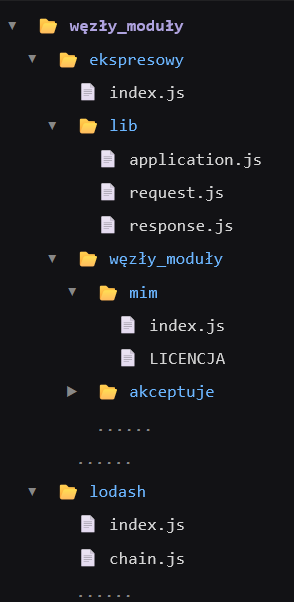 węzły_moduły
ekspresowy
index.js
lib
application.js
request.js
response.js
węzły_moduły
mim
index.js
LICENCJA
akceptuje
......
......
lodash
index.js
chain.js
......